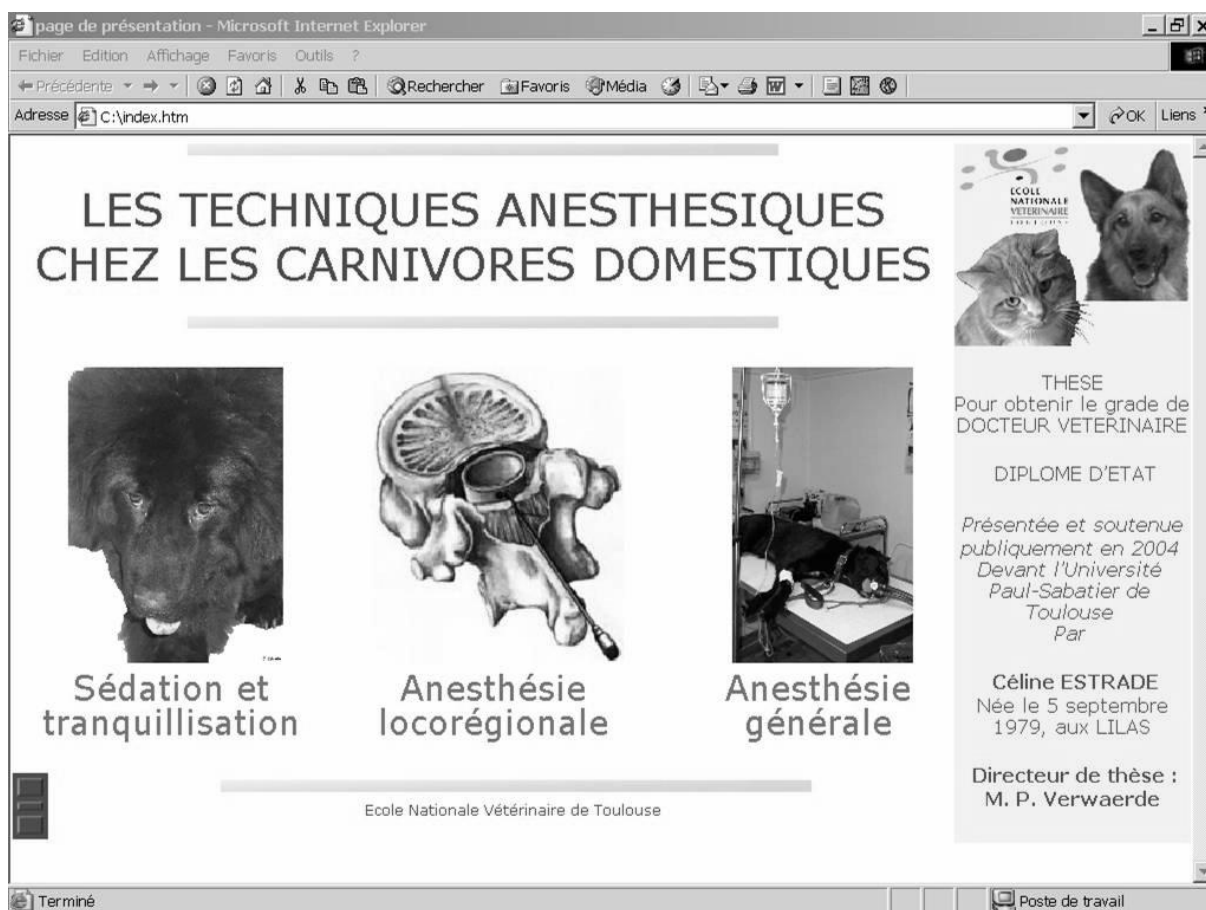 page de présentation - Microsoft Internet Explorer
Fichier Edition Affichage Favoris Outils ?
Précédente Rechercher Favoris Média
Adresse C:\index.htm OK Liens
LES TECHNIQUES ANESTHESIQUES
CHEZ LES CARNIVORES DOMESTIQUES
Sédation et
tranquillisation
Anesthésie
locorégionale
Anesthésie
générale
Ecole Nationale Vétérinaire de Toulouse
ECOLE
NATIONALE
VETERINAIRE
TOULOUSE
THESE
Pour obtenir le grade de
DOCTEUR VETERINAIRE
DIPLOME D'ETAT
Présentée et soutenue
publiquement en 2004
Devant l'Université
Paul-Sabatier de
Toulouse
Par
Céline ESTRADE
Née le 5 septembre
1979, aux LILAS
Directeur de thèse :
M. P. Verwaerde
Terminé Poste de travail